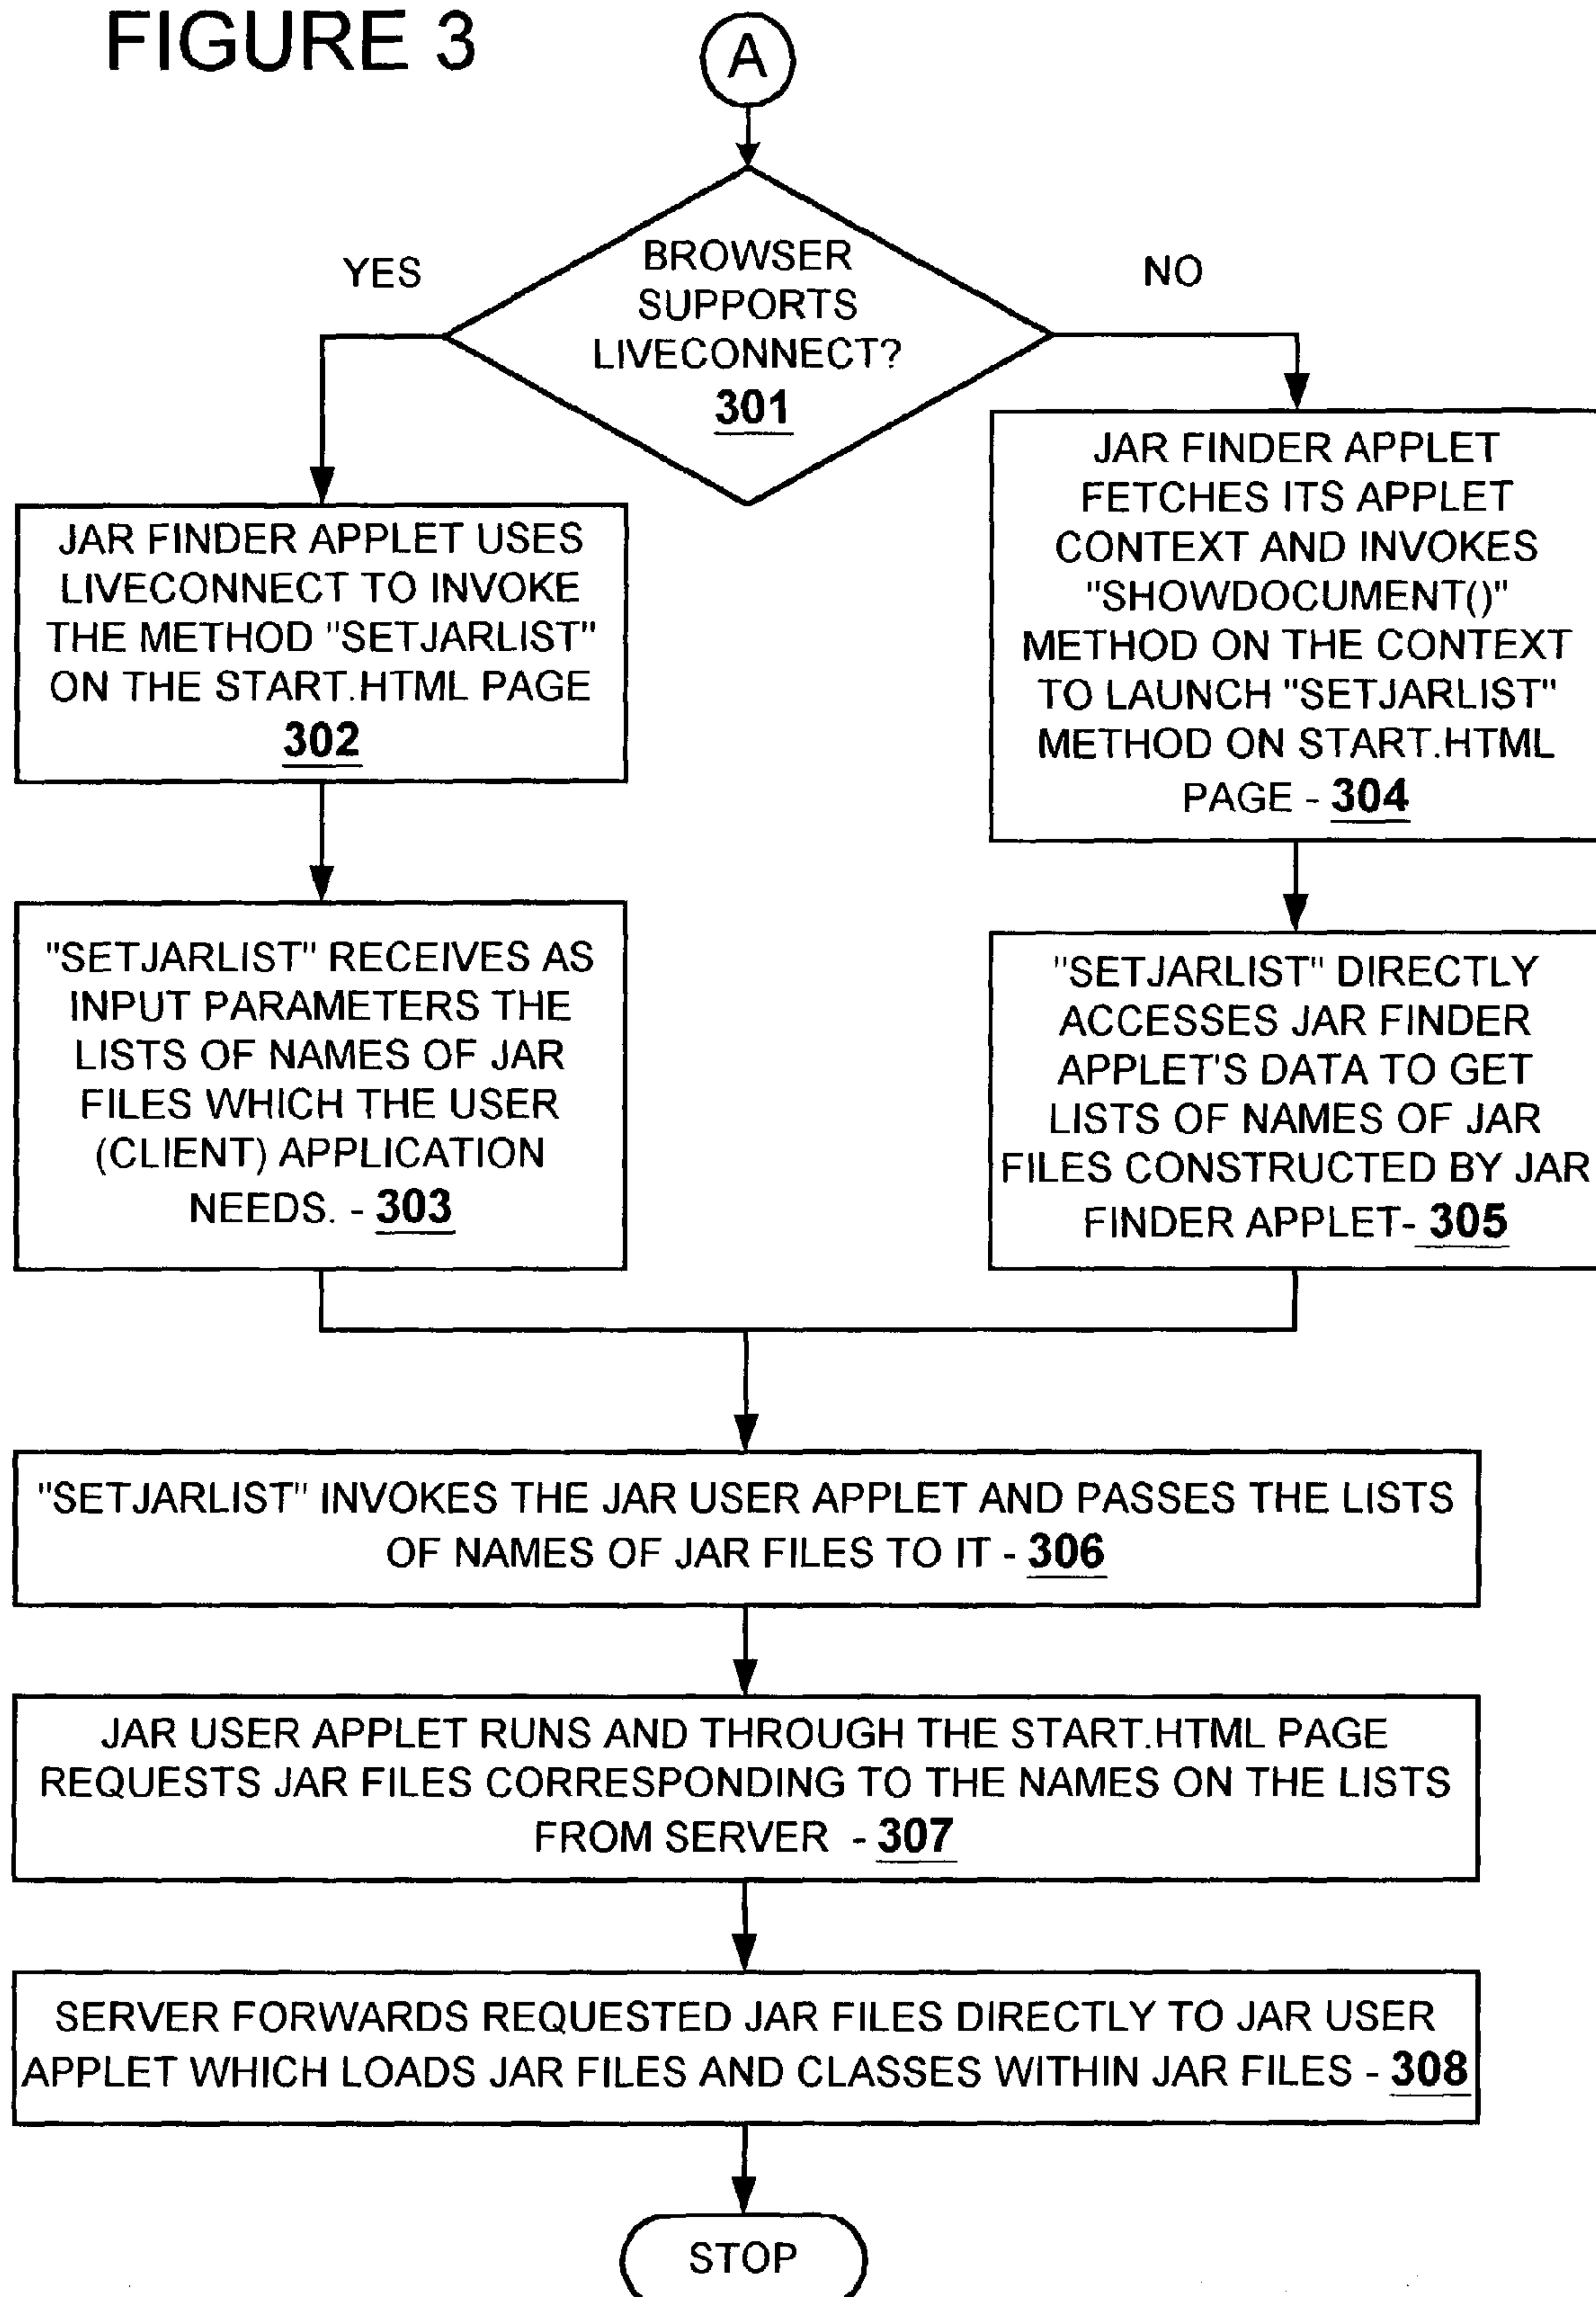 FIGURE 3
A
BROWSER
SUPPORTS
LIVECONNECT?
301
YES
NO
JAR FINDER APPLET USES
LIVECONNECT TO INVOKE
THE METHOD "SETJARLIST"
ON THE START.HTML PAGE
302
"SETJARLIST" RECEIVES AS
INPUT PARAMETERS THE
LISTS OF NAMES OF JAR
FILES WHICH THE USER
(CLIENT) APPLICATION
NEEDS. - 303
JAR FINDER APPLET
FETCHES ITS APPLET
CONTEXT AND INVOKES
"SHOWDOCUMENT()"
METHOD ON THE CONTEXT
TO LAUNCH "SETJARLIST"
METHOD ON START.HTML
PAGE - 304
"SETJARLIST" DIRECTLY
ACCESSES JAR FINDER
APPLET'S DATA TO GET
LISTS OF NAMES OF JAR
FILES CONSTRUCTED BY JAR
FINDER APPLET- 305
"SETJARLIST" INVOKES THE JAR USER APPLET AND PASSES THE LISTS
OF NAMES OF JAR FILES TO IT - 306
JAR USER APPLET RUNS AND THROUGH THE START.HTML PAGE
REQUESTS JAR FILES CORRESPONDING TO THE NAMES ON THE LISTS
FROM SERVER - 307
SERVER FORWARDS REQUESTED JAR FILES DIRECTLY TO JAR USER
APPLET WHICH LOADS JAR FILES AND CLASSES WITHIN JAR FILES - 308
STOP